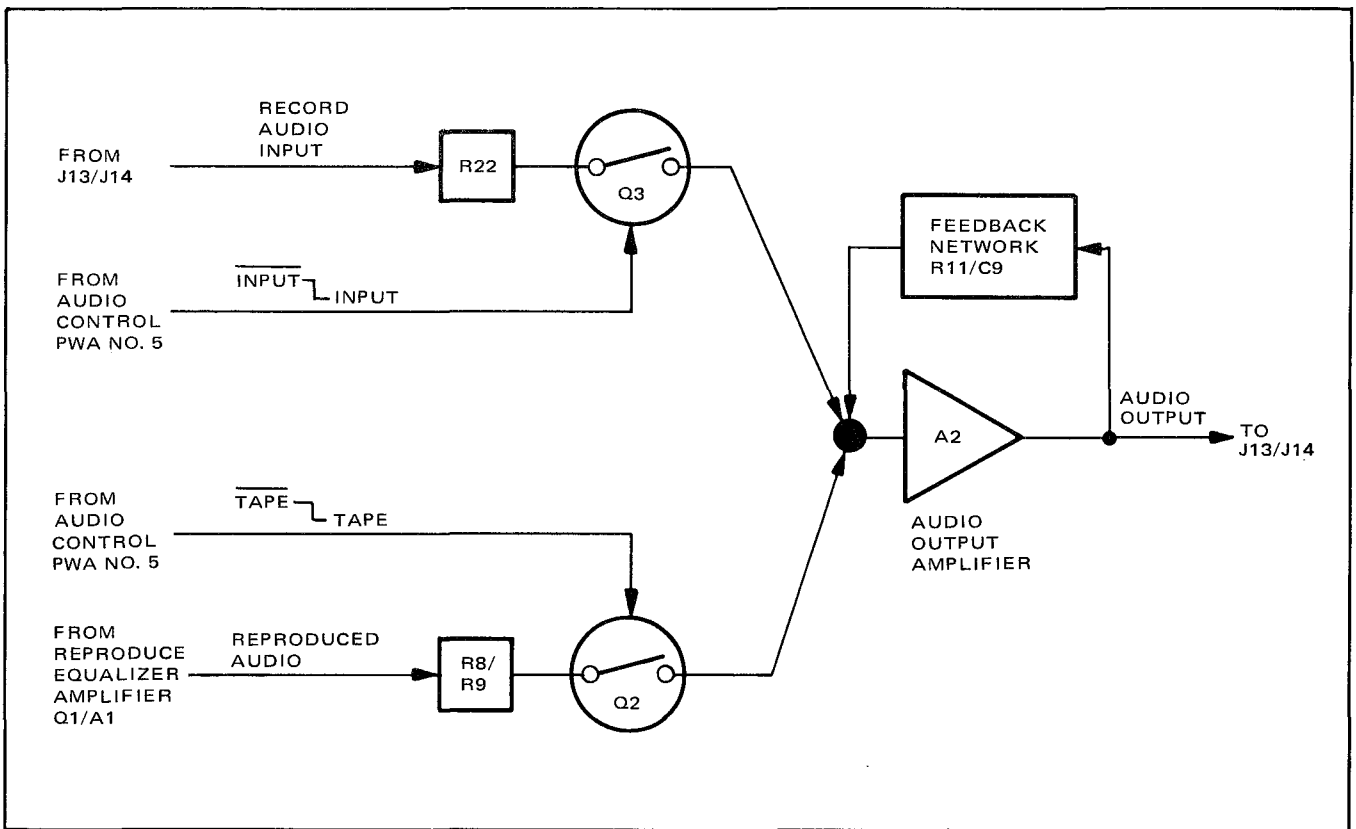 RECORD
AUDIO
INPUT
FROM
J13/J14
R22
Q3
FROM
AUDIO
CONTROL
PWA NO. 5
INPUT
INPUT
FEEDBACK
NETWORK
R11/C9
A2
AUDIO
OUTPUT
TO
J13/J14
AUDIO
OUTPUT
AMPLIFIER
FROM
AUDIO
CONTROL
PWA NO. 5
TAPE
TAPE
FROM
REPRODUCE
EQUALIZER
AMPLIFIER
Q1/A1
REPRODUCED
AUDIO
R8/
R9
Q2